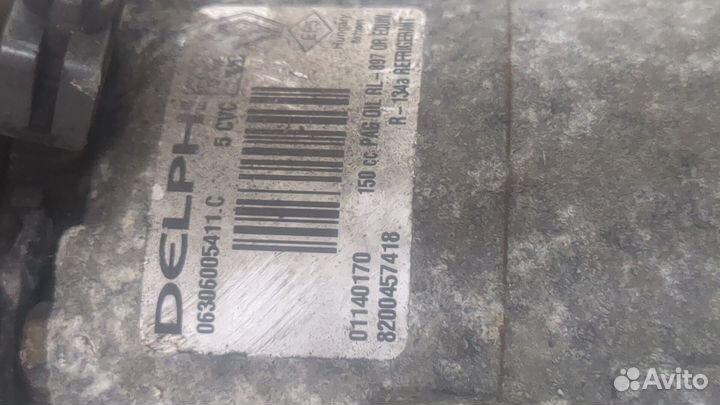 DELPHI
06306005411.C
5 CVC
Hungary
150 cc. PAG OIL RL-897 OR EQUIV.
R-134a REFRIGERANT
01140170
8200457418
Avito